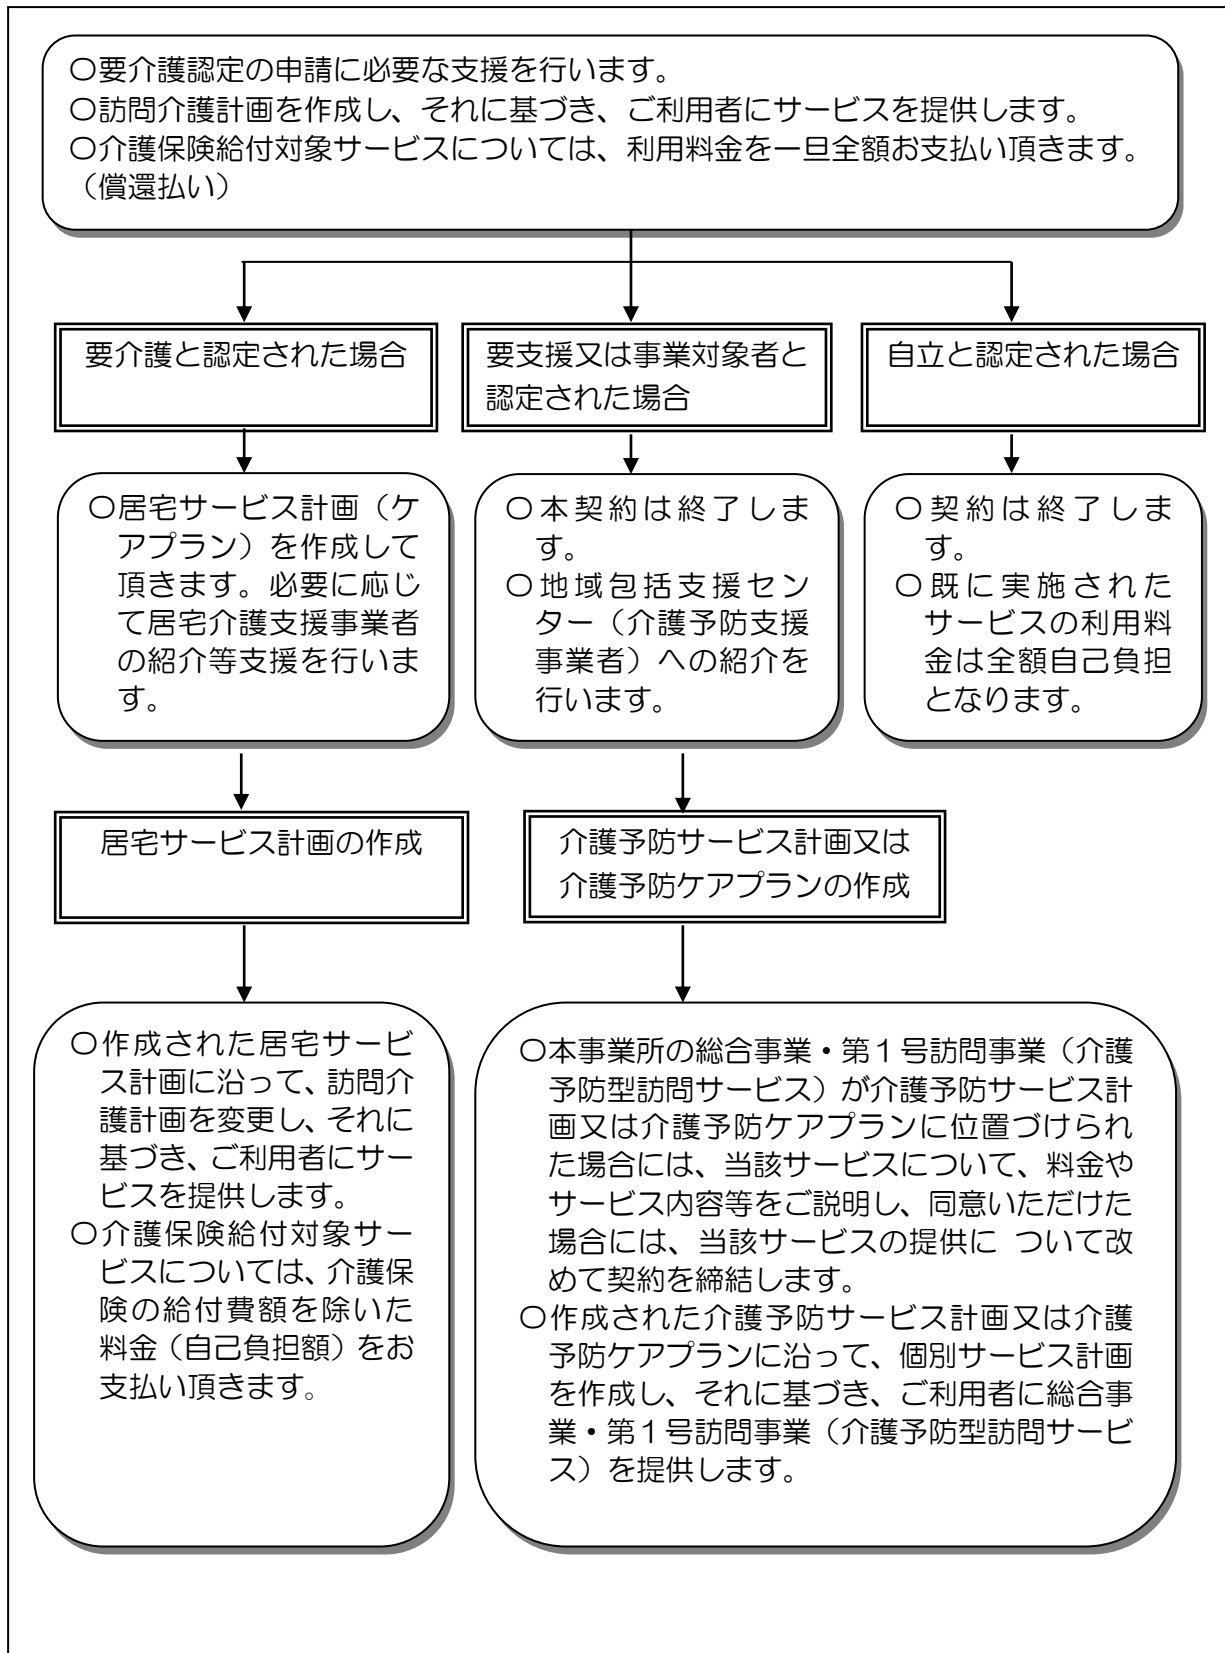 〇要介護認定の申請に必要な支援を行います。
〇訪問介護計画を作成し、それに基づき、ご利用者にサービスを提供します。
〇介護保険給付対象サービスについては、利用料金を一旦全額お支払い頂きます。
（償還払い）
要介護と認定された場合
要支援又は事業対象者と
認定された場合
自立と認定された場合
〇居宅サービス計画（ケ
アプラン）を作成して
頂きます。必要に応じ
て居宅介護支援事業者
の紹介等支援を行いま
す。
〇本契約は終了しま
す。
〇地域包括支援セン
ター（介護予防支援
事業者）への紹介を
行います。
〇契約は終了しま
す。
〇既に実施された
サービスの利用料
金は全額自己負担
となります。
居宅サービス計画の作成
介護予防サービス計画又は
介護予防ケアプランの作成
〇作成された居宅サービ
ス計画に沿って、訪問介
護計画を変更し、それに
基づき、ご利用者にサー
ビスを提供します。
〇介護保険給付対象サー
ビスについては、介護保
険の給付費額を除いた
料金（自己負担額）をお
支払い頂きます。
〇本事業所の総合事業・第１号訪問事業（介護
予防型訪問サービス）が介護予防サービス計
画又は介護予防ケアプランに位置づけられ
た場合には、当該サービスについて、料金や
サービス内容等をご説明し、同意いただけた
場合には、当該サービスの提供に ついて改
めて契約を締結します。
〇作成された介護予防サービス計画又は介護
予防ケアプランに沿って、個別サービス計画
を作成し、それに基づき、ご利用者に総合事
業・第１号訪問事業（介護予防型訪問サービ
ス）を提供します。